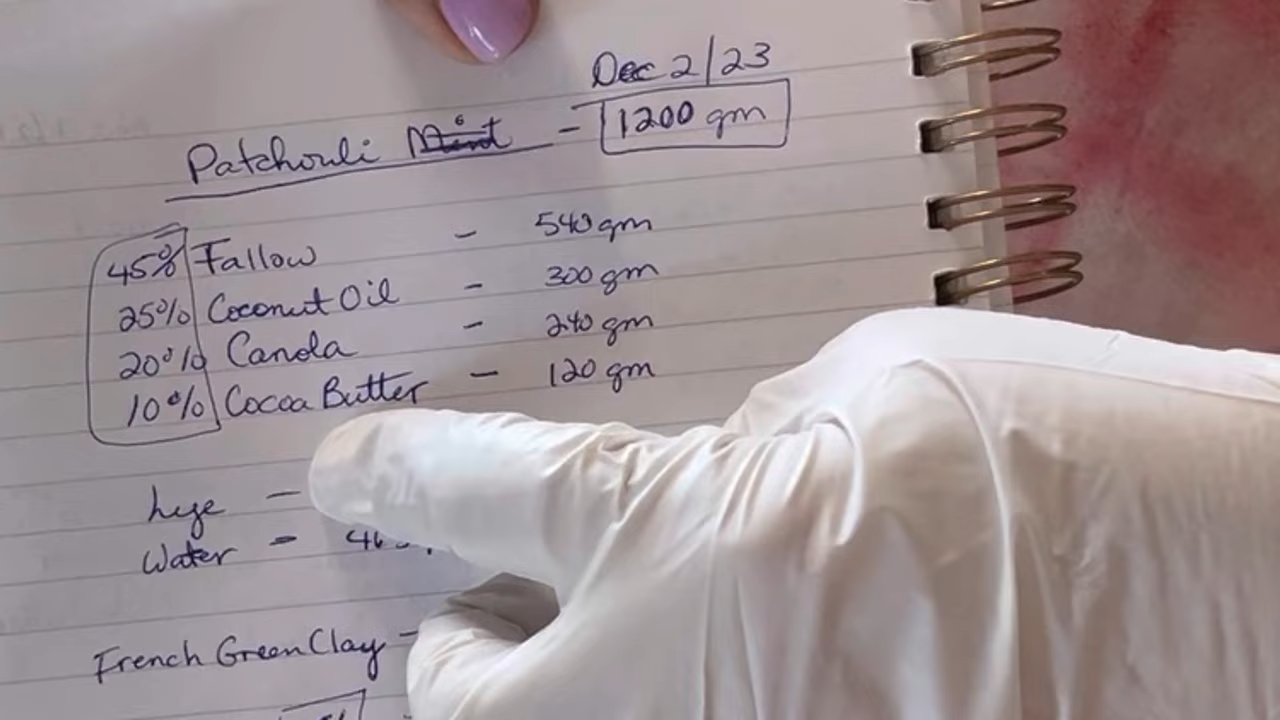 Dec 2/23
Patchouli Mint - 1200 gm
45% Tallow - 540 gm
25% Coconut Oil - 300 gm
20% Canola - 240 gm
10% Cocoa Butter - 120 gm
Lye -
Water -
French Green Clay -